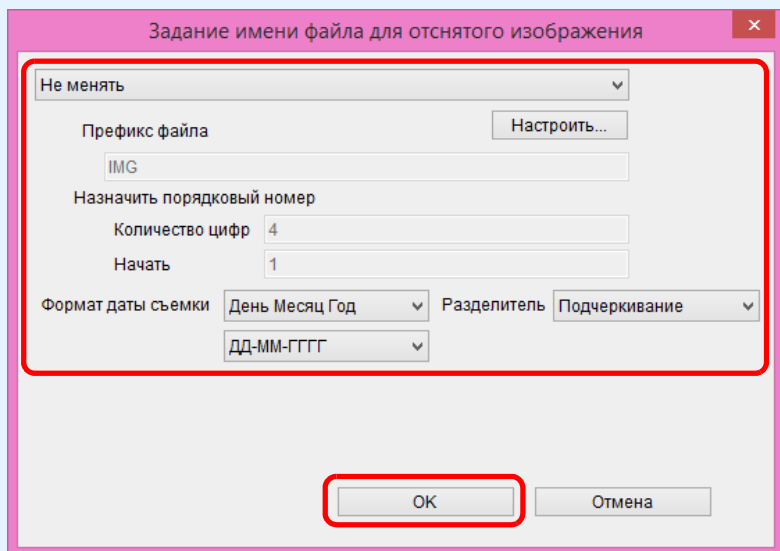 Задание имени файла для отснятого изображения
Не менять
Префикс файла
Настроить...
IMG
Назначить порядковый номер
Количество цифр 4
Начать 1
Формат даты съемки День Месяц Год Разделитель Подчеркивание
ДД-ММ-ГГГГ
OK Отмена